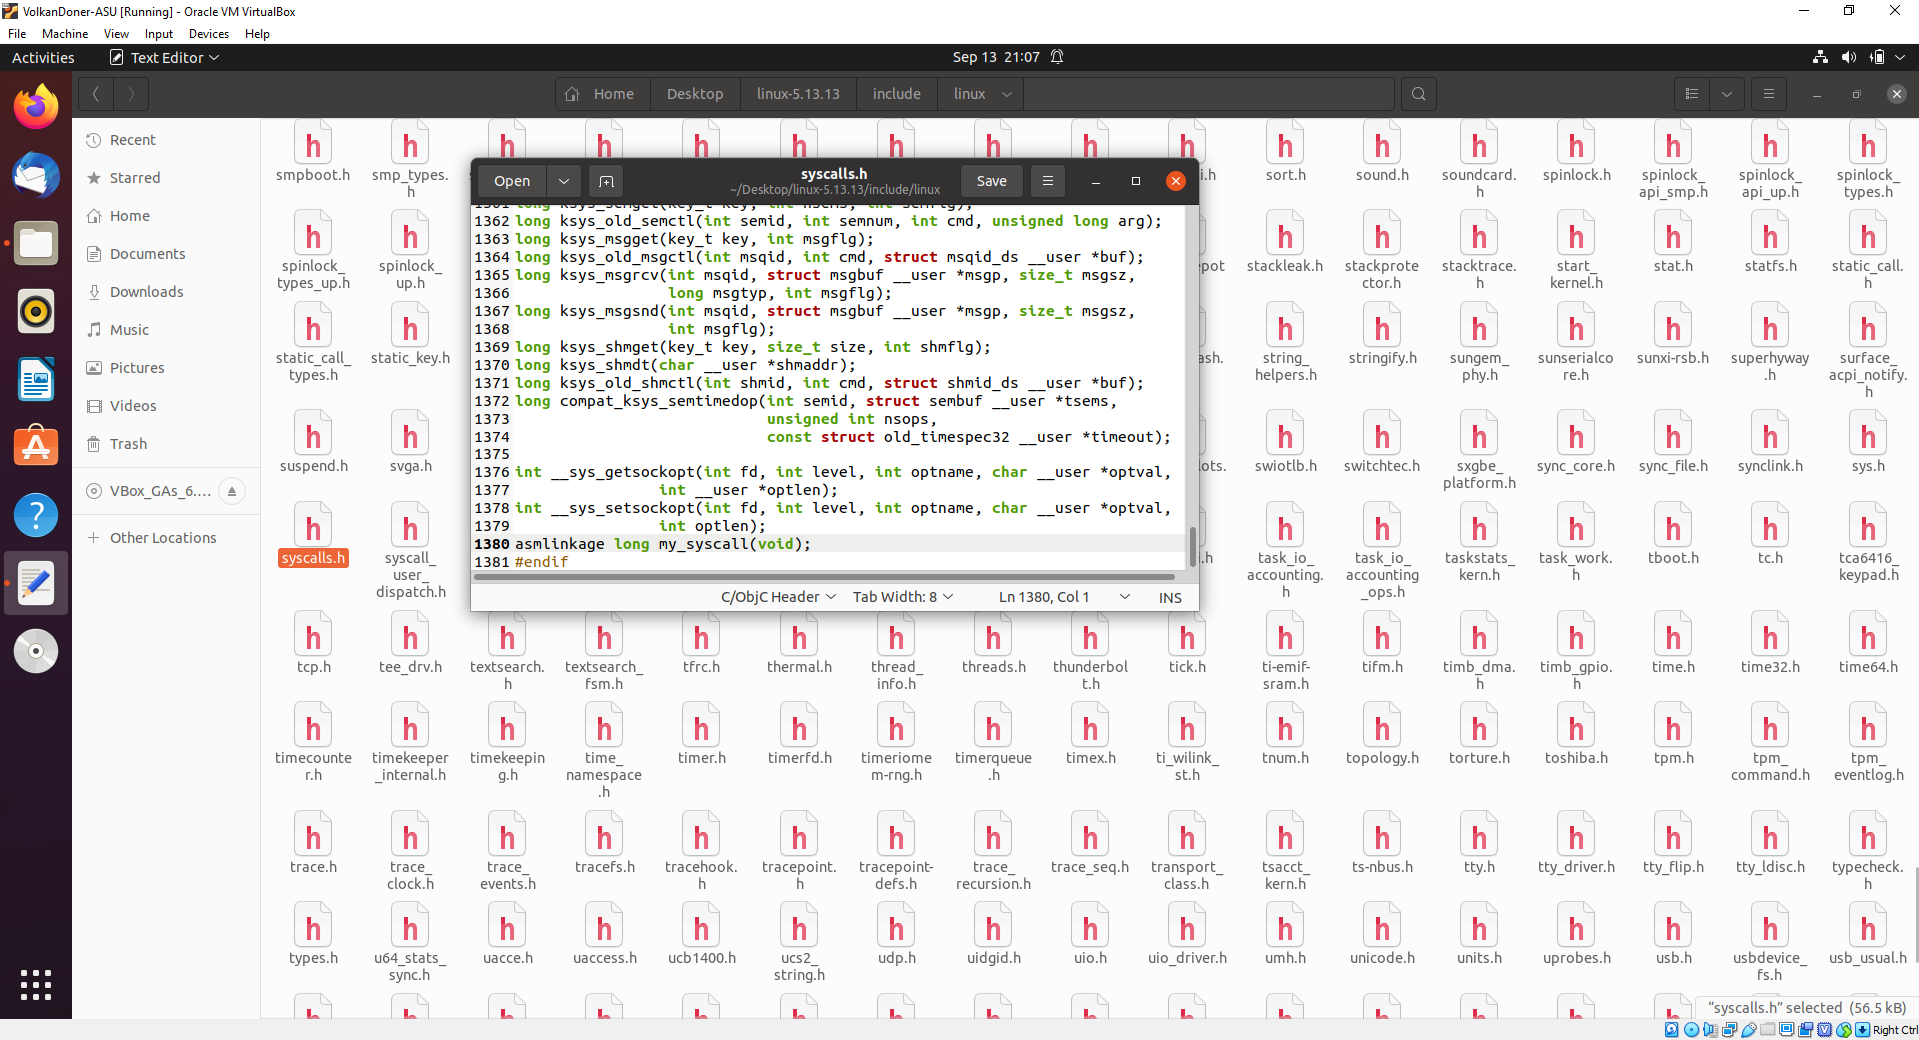 VolkanDoner-ASU [Running] - Oracle VM VirtualBox
File Machine View Input Devices Help
Activities Text Editor Sep 13 21:07
Home Desktop linux-5.13.13 include linux
Recent
Starred
Home
Documents
Downloads
Music
Pictures
Videos
Trash
VBox_GAs_6....
Other Locations
Open
syscalls.h
~/Desktop/linux-5.13.13/include/linux
Save
1362 long ksys_old_semctl(int semid, int semnum, int cmd, unsigned long arg);
1363 long ksys_msgget(key_t key, int msgflg);
1364 long ksys_old_msgctl(int msqid, int cmd, struct msqid_ds __user *buf);
1365 long ksys_msgrcv(int msqid, struct msgbuf __user *msgp, size_t msgsz,
1366 long msgtyp, int msgflg);
1367 long ksys_msgsnd(int msqid, struct msgbuf __user *msgp, size_t msgsz,
1368 int msgflg);
1369 long ksys_shmget(key_t key, size_t size, int shmflg);
1370 long ksys_shmdt(char __user *shmaddr);
1371 long ksys_old_shmctl(int shmid, int cmd, struct shmid_ds __user *buf);
1372 long compat_ksys_semtimedop(int semid, struct sembuf __user *tsems,
1373 unsigned int nsops,
1374 const struct old_timespec32 __user *timeout);
1375
1376 int __sys_getsockopt(int fd, int level, int optname, char __user *optval,
1377 int __user *optlen);
1378 int __sys_setsockopt(int fd, int level, int optname, char __user *optval,
1379 int optlen);
1380 asmlinkage long my_syscall(void);
1381 #endif
C/ObjC Header Tab Width: 8 Ln 1380, Col 1 INS
smpboot.h smp_types.h sort.h sound.h soundcard.h spinlock.h spinlock_api_smp.h spinlock_api_up.h spinlock_types.h
spinlock_types_up.h spinlock_up.h stackleak.h stackprotector.h stacktrace.h start_kernel.h stat.h statfs.h static_call.h
static_call_types.h static_key.h string_helpers.h stringify.h sungem_phy.h sunserialcore.h sunxi-rsb.h superhyway.h surface_acpi_notify.h
suspend.h svga.h swiotlb.h switchtec.h sxgbe_platform.h sync_core.h sync_file.h synclink.h sys.h
syscalls.h syscall_user_dispatch.h task_io_accounting.h task_io_accounting_ops.h taskstats_kern.h task_work.h tboot.h tc.h tca6416_keypad.h
tcp.h tee_drv.h textsearch.h textsearch_fsm.h tfrc.h thermal.h thread_info.h threads.h thunderbolt.h tick.h ti-emif-sram.h tifm.h timb_dma.h timb_gpio.h time.h time32.h time64.h
timecounter.h timekeeper_internal.h timekeeping.h time_namespace.h timer.h timerfd.h timeriomem-rng.h timerqueue.h timex.h ti_wilink_st.h tnum.h topology.h torture.h toshiba.h tpm.h tpm_command.h tpm_eventlog.h
trace.h trace_clock.h trace_events.h tracefs.h tracehook.h tracepoint.h tracepoint-defs.h trace_recursion.h trace_seq.h transport_class.h tsacct_kern.h ts-nbus.h tty.h tty_driver.h tty_flip.h tty_ldisc.h typecheck.h
types.h u64_stats_sync.h uacce.h uaccess.h ucb1400.h ucs2_string.h udp.h uidgid.h uio.h uio_driver.h umh.h unicode.h units.h uprobes.h usb.h usbdevice_fs.h usb_usual.h
"syscalls.h" selected (56.5 kB)
Right Ctrl